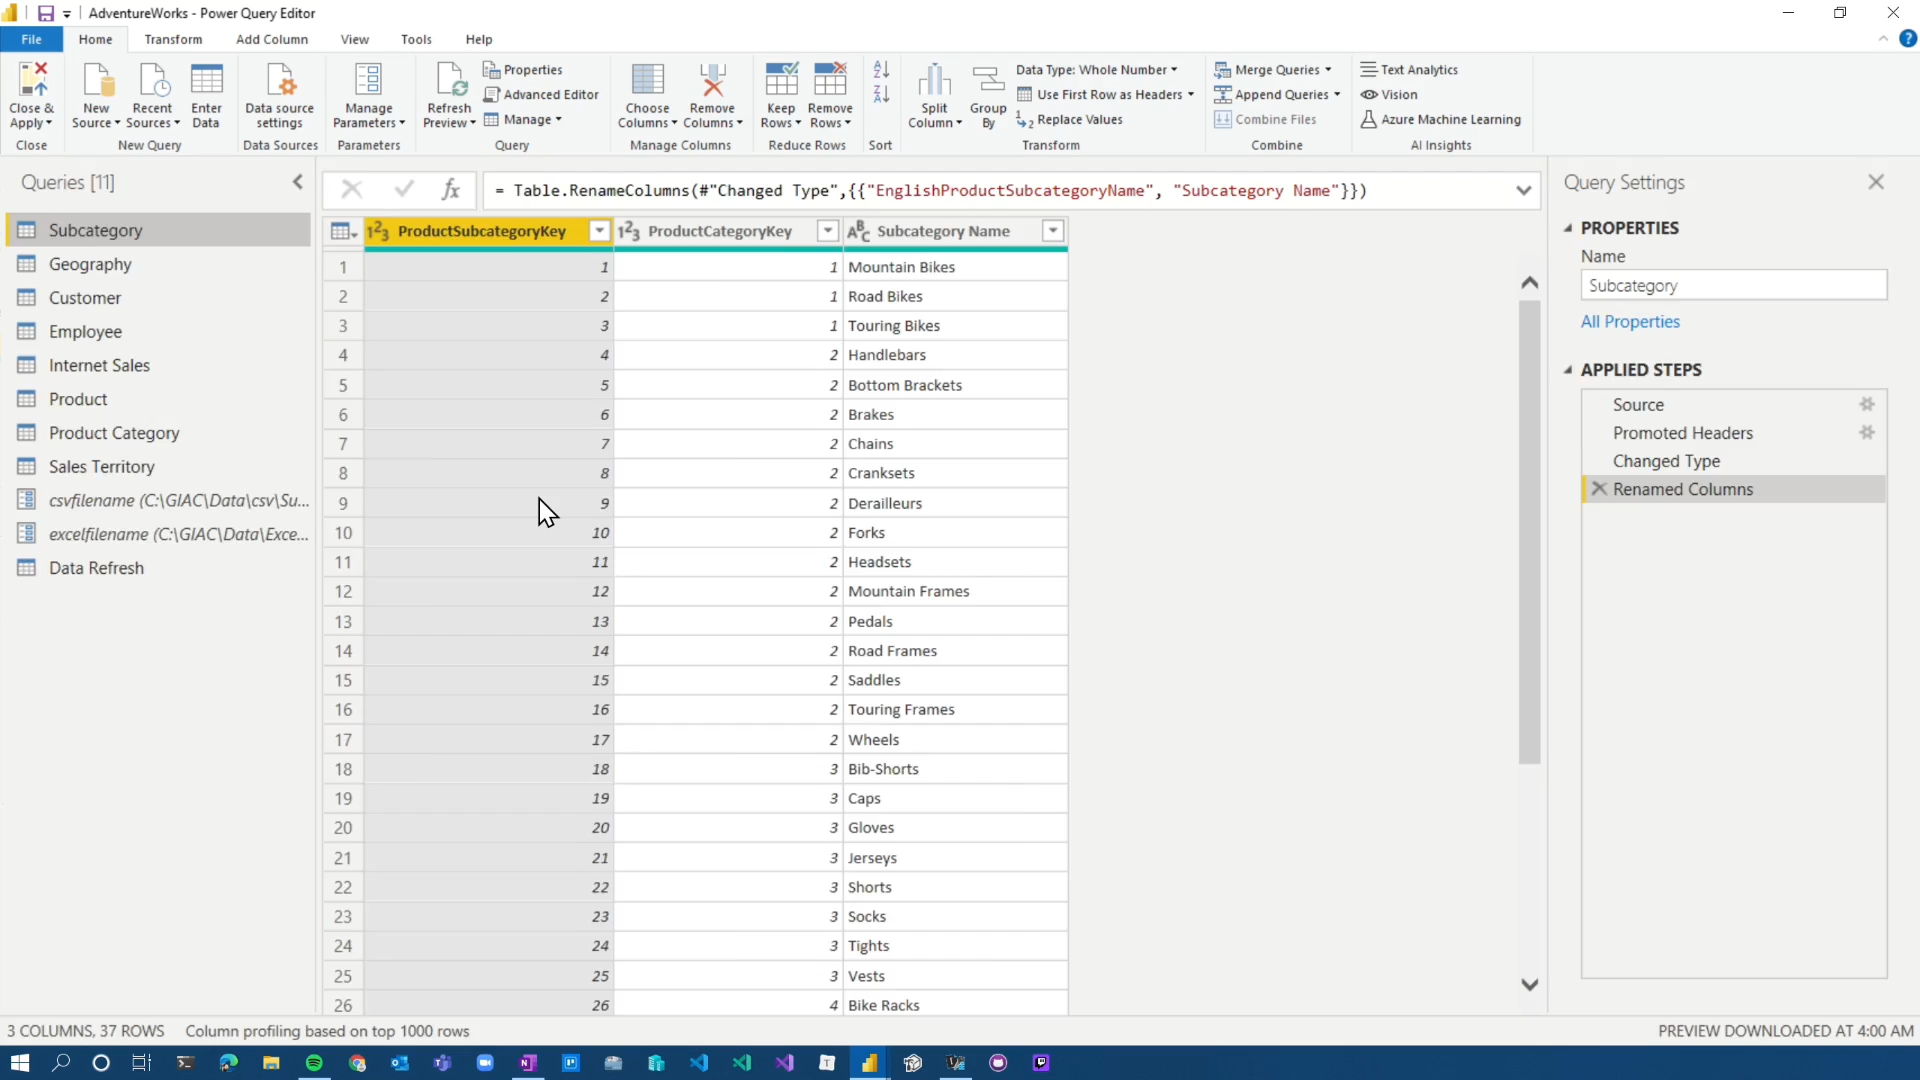 AdventureWorks - Power Query Editor
File Home Transform Add Column View Tools Help
Close & Apply
New Source
Recent Sources
Enter Data
Data source settings
Manage Parameters
Refresh Preview
Properties
Advanced Editor
Manage
Choose Columns
Remove Columns
Keep Rows
Remove Rows
Split Column
Group By
Data Type: Whole Number
Use First Row as Headers
Replace Values
Merge Queries
Append Queries
Combine Files
Text Analytics
Vision
Azure Machine Learning
Close New Query Data Sources Parameters Query Manage Columns Reduce Rows Sort Transform Combine AI Insights
Queries [11]
Subcategory
Geography
Customer
Employee
Internet Sales
Product
Product Category
Sales Territory
csvfilename (C:\GIAC\Data\csv\Su...
excelfilename (C:\GIAC\Data\Exce...
Data Refresh
= Table.RenameColumns(#"Changed Type",{{"EnglishProductSubcategoryName", "Subcategory Name"}})
ProductSubcategoryKey ProductCategoryKey Subcategory Name
1 1 1 Mountain Bikes
2 2 1 Road Bikes
3 3 1 Touring Bikes
4 4 2 Handlebars
5 5 2 Bottom Brackets
6 6 2 Brakes
7 7 2 Chains
8 8 2 Cranksets
9 9 2 Derailleurs
10 10 2 Forks
11 11 2 Headsets
12 12 2 Mountain Frames
13 13 2 Pedals
14 14 2 Road Frames
15 15 2 Saddles
16 16 2 Touring Frames
17 17 2 Wheels
18 18 3 Bib-Shorts
19 19 3 Caps
20 20 3 Gloves
21 21 3 Jerseys
22 22 3 Shorts
23 23 3 Socks
24 24 3 Tights
25 25 3 Vests
26 26 4 Bike Racks
Query Settings
PROPERTIES
Name
Subcategory
All Properties
APPLIED STEPS
Source
Promoted Headers
Changed Type
Renamed Columns
3 COLUMNS, 37 ROWS Column profiling based on top 1000 rows
PREVIEW DOWNLOADED AT 4:00 AM